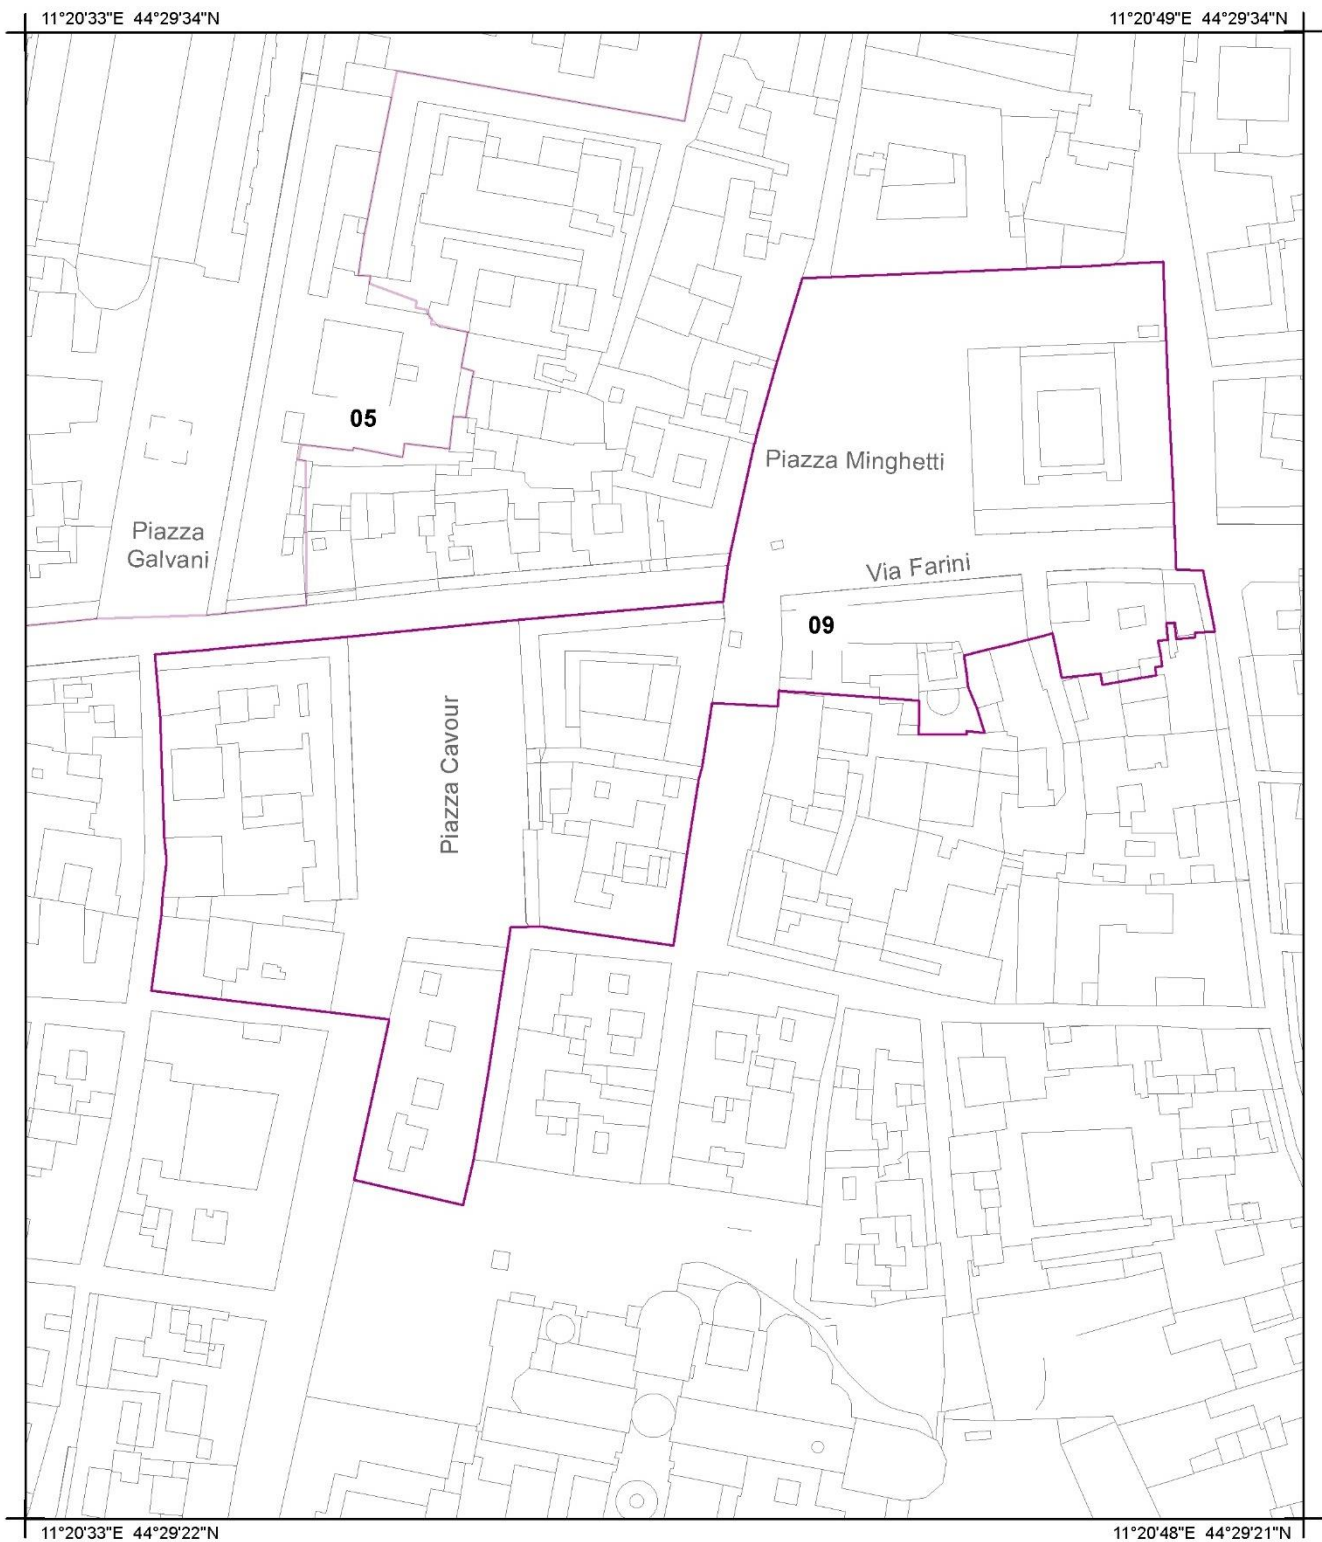 11°20'33"E 44°29'34"N
11°20'49"E 44°29'34"N
05
Piazza Minghetti
Piazza
Galvani
Via Farini
09
Piazza Cavour
11°20'33"E 44°29'22"N
11°20'48"E 44°29'21"N